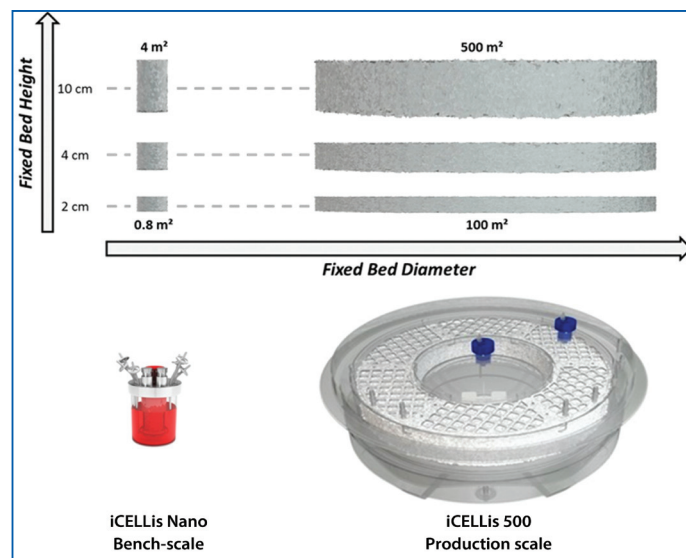 4 m² 500 m²
10 cm
4 cm
2 cm
0.8 m² 100 m²
Fixed Bed Height
Fixed Bed Diameter
iCELLis Nano
Bench-scale
iCELLis 500
Production scale